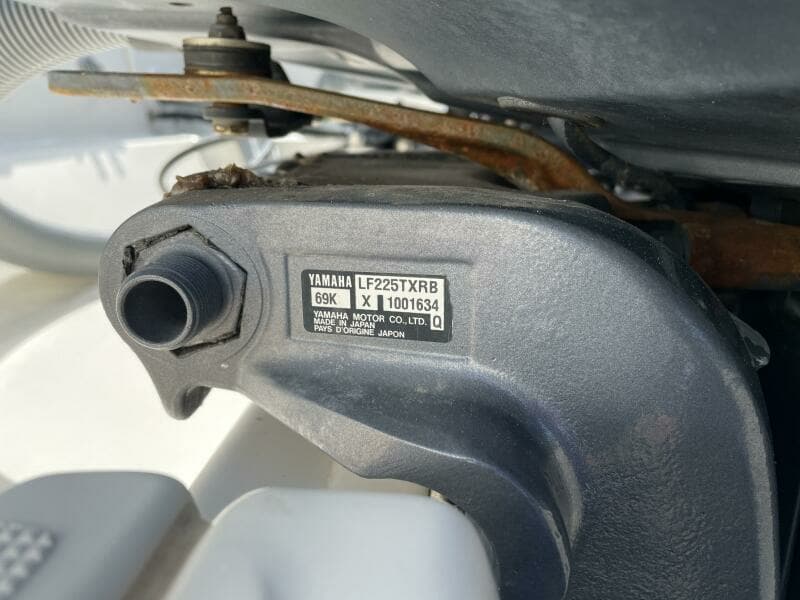 YAMAHA LF225TXRB
69K X 1001634
YAMAHA MOTOR CO.,LTD. Q
MADE IN JAPAN
PAYS D'ORIGINE JAPON